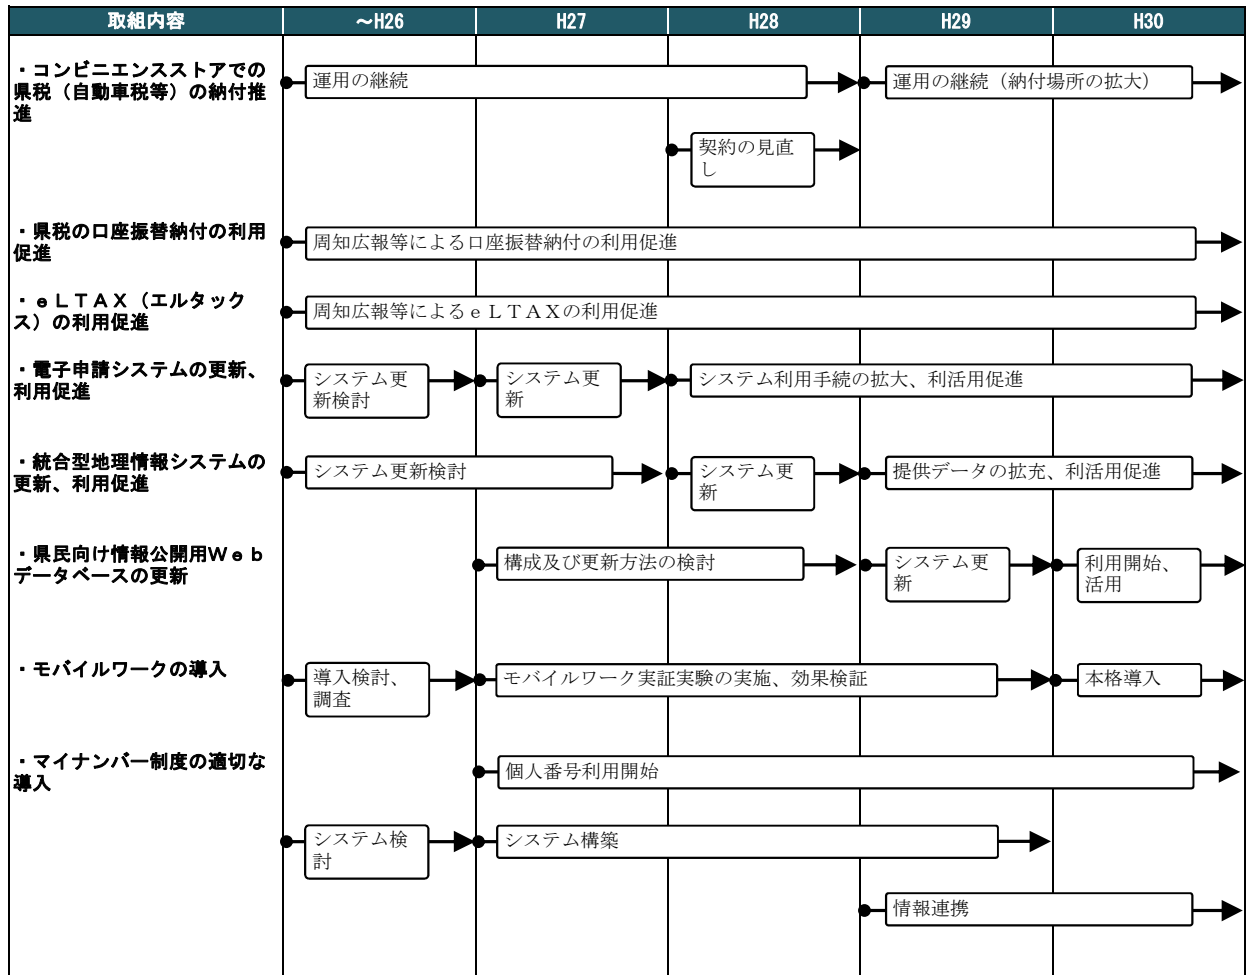 取組内容 ～H26 H27 H28 H29 H30
・コンビニエンスストアでの
県税（自動車税等）の納付推
進
運用の継続
運用の継続（納付場所の拡大）
契約の見直
し
・県税の口座振替納付の利用
促進
周知広報等による口座振替納付の利用促進
・ｅＬＴＡＸ（エルタック
ス）の利用促進
周知広報等によるｅＬＴＡＸの利用促進
・電子申請システムの更新、
利用促進
システム更
新検討
システム更
新
システム利用手続の拡大、利活用促進
・統合型地理情報システムの
更新、利用促進
システム更新検討
システム更
新
提供データの拡充、利活用促進
・県民向け情報公開用Ｗｅｂ
データベースの更新
構成及び更新方法の検討
システム更
新
利用開始、
活用
・モバイルワークの導入
導入検討、
調査
モバイルワーク実証実験の実施、効果検証
本格導入
・マイナンバー制度の適切な
導入
個人番号利用開始
システム検
討
システム構築
情報連携